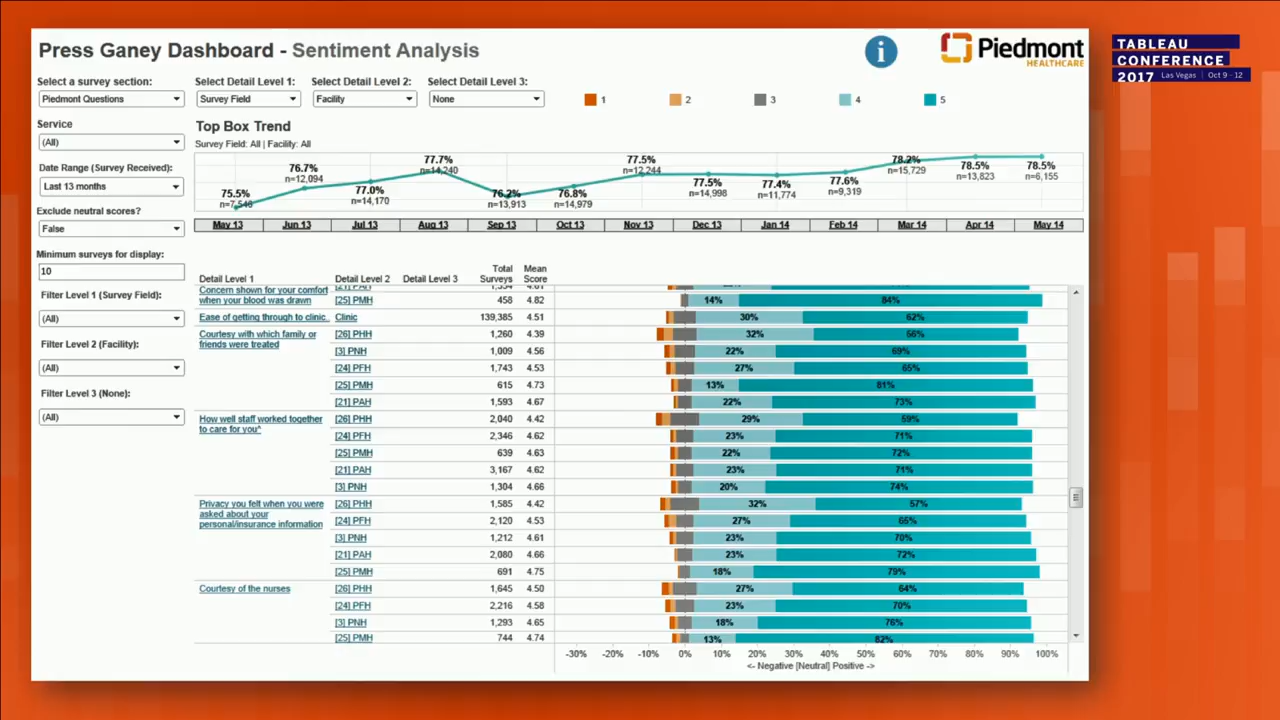 Press Ganey Dashboard - Sentiment Analysis
i
Piedmont
HEALTHCARE
TABLEAU
CONFERENCE
2017 Las Vegas | Oct 9 - 12
Select a survey section:
Piedmont Questions
Select Detail Level 1:
Survey Field
Select Detail Level 2:
Facility
Select Detail Level 3:
None
1
2
3
4
5
Service
(All)
Date Range (Survey Received)
Last 13 months
Exclude neutral scores?
False
Minimum surveys for display:
10
Filter Level 1 (Survey Field):
(All)
Filter Level 2 (Facility):
(All)
Filter Level 3 (None):
(All)
Top Box Trend
Survey Field: All | Facility: All
75.5%
n=7,546
76.7%
n=12,094
77.0%
n=14,170
77.7%
n=14,240
76.2%
n=13,913
76.8%
n=14,979
77.5%
n=12,244
77.5%
n=14,998
77.4%
n=11,774
77.6%
n=9,319
78.2%
n=15,729
78.5%
n=13,823
78.5%
n=6,155
May 13 Jun 13 Jul 13 Aug 13 Sep 13 Oct 13 Nov 13 Dec 13 Jan 14 Feb 14 Mar 14 Apr 14 May 14
Detail Level 1 Detail Level 2 Detail Level 3 Total Surveys Mean Score
Concern shown for your comfort
when your blood was drawn
[25] PMH 458 4.82 14% 84%
Ease of getting through to clinic.. Clinic 139,385 4.51 30% 62%
Courtesy with which family or
friends were treated
[26] PHH 1,260 4.39 32% 56%
[3] PNH 1,009 4.56 22% 69%
[24] PFH 1,743 4.53 27% 65%
[25] PMH 615 4.73 13% 81%
[21] PAH 1,593 4.67 22% 73%
How well staff worked together
to care for you^
[26] PHH 2,040 4.42 29% 59%
[24] PFH 2,346 4.62 23% 71%
[25] PMH 639 4.63 22% 72%
[21] PAH 3,167 4.62 23% 71%
[3] PNH 1,304 4.66 20% 74%
Privacy you felt when you were
asked about your
personal/insurance information
[26] PHH 1,585 4.42 32% 57%
[24] PFH 2,120 4.53 27% 65%
[3] PNH 1,212 4.61 23% 70%
[21] PAH 2,080 4.66 23% 72%
[25] PMH 691 4.75 18% 79%
Courtesy of the nurses
[26] PHH 1,645 4.50 27% 64%
[24] PFH 2,216 4.58 23% 70%
[3] PNH 1,293 4.65 18% 76%
[25] PMH 744 4.74 13% 82%
-30% -20% -10% 0% 10% 20% 30% 40% 50% 60% 70% 80% 90% 100%
<- Negative [Neutral] Positive ->